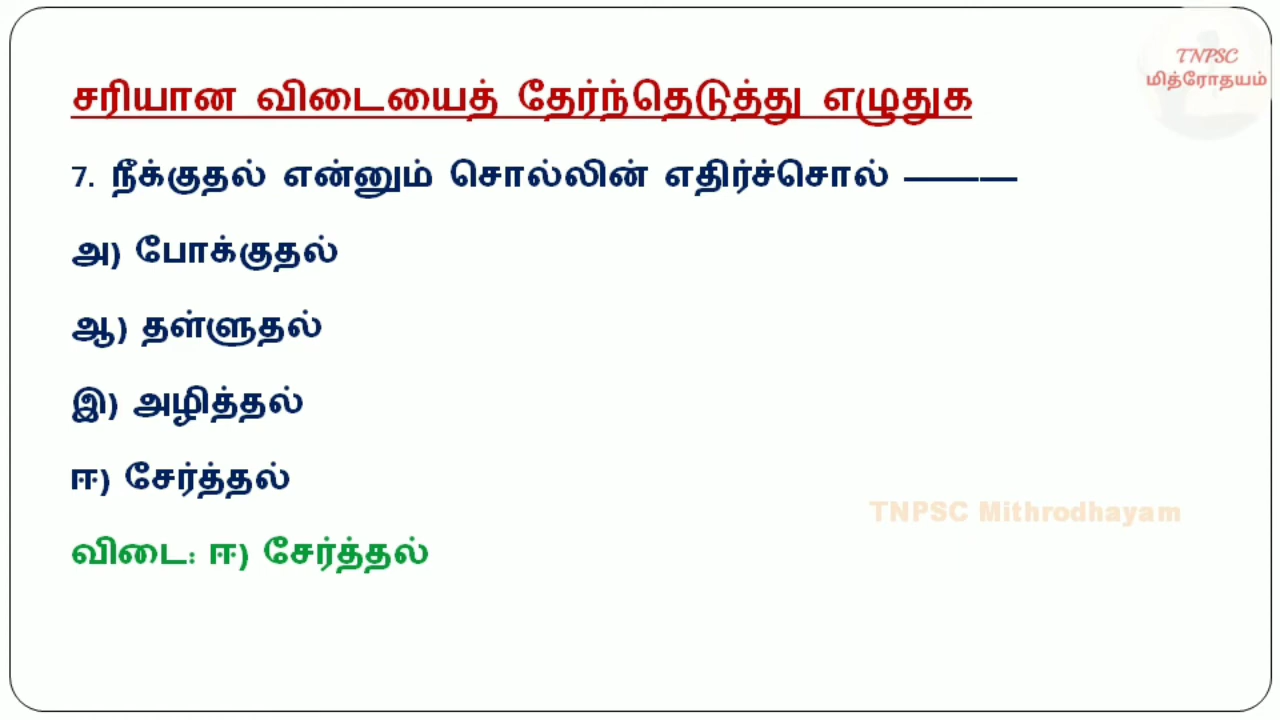 TNPSC
மித்ரோதயம்
சரியான விடையைத் தேர்ந்தெடுத்து எழுதுக
7. நீக்குதல் என்னும் சொல்லின் எதிர்ச்சொல் ———
அ) போக்குதல்
ஆ) தள்ளுதல்
இ) அழித்தல்
ஈ) சேர்த்தல்
TNPSC Mithrodhayam
விடை: ஈ) சேர்த்தல்